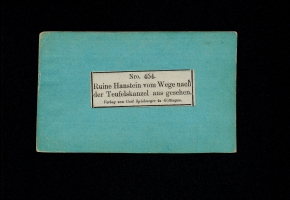 Nro. 454.
Ruine Hanstein vom Wege nach
der Teufelskanzel aus gesehen.
Verlag von Carl Spielmeyer in Göttingen.